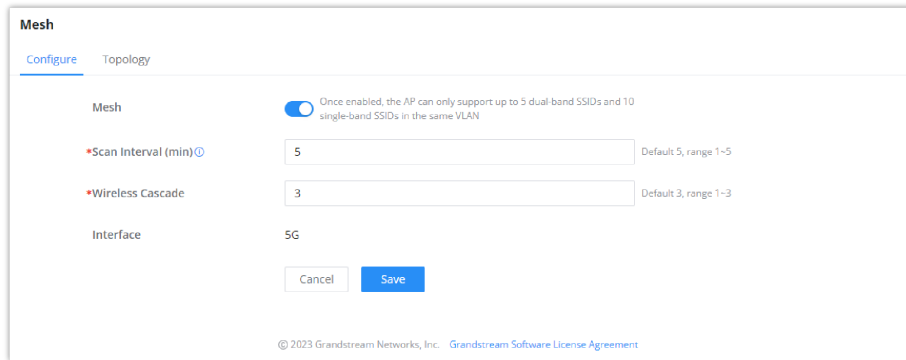 Mesh
Configure Topology
Mesh Once enabled, the AP can only support up to 5 dual-band SSIDs and 10
single-band SSIDs in the same VLAN
*Scan Interval (min) 5 Default 5, range 1~5
*Wireless Cascade 3 Default 3, range 1~3
Interface 5G
Cancel Save
© 2023 Grandstream Networks, Inc. Grandstream Software License Agreement